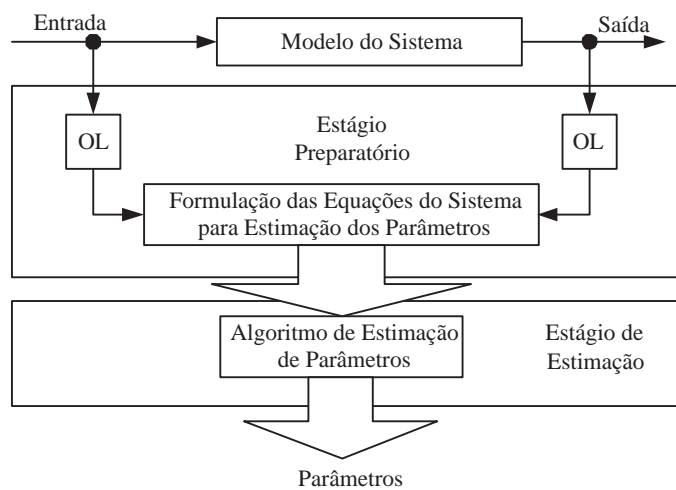 Entrada
Saída
Modelo do Sistema
OL
Estágio
Preparatório
OL
Formulação das Equações do Sistema
para Estimação dos Parâmetros
Algoritmo de Estimação
de Parâmetros
Estágio de
Estimação
Parâmetros